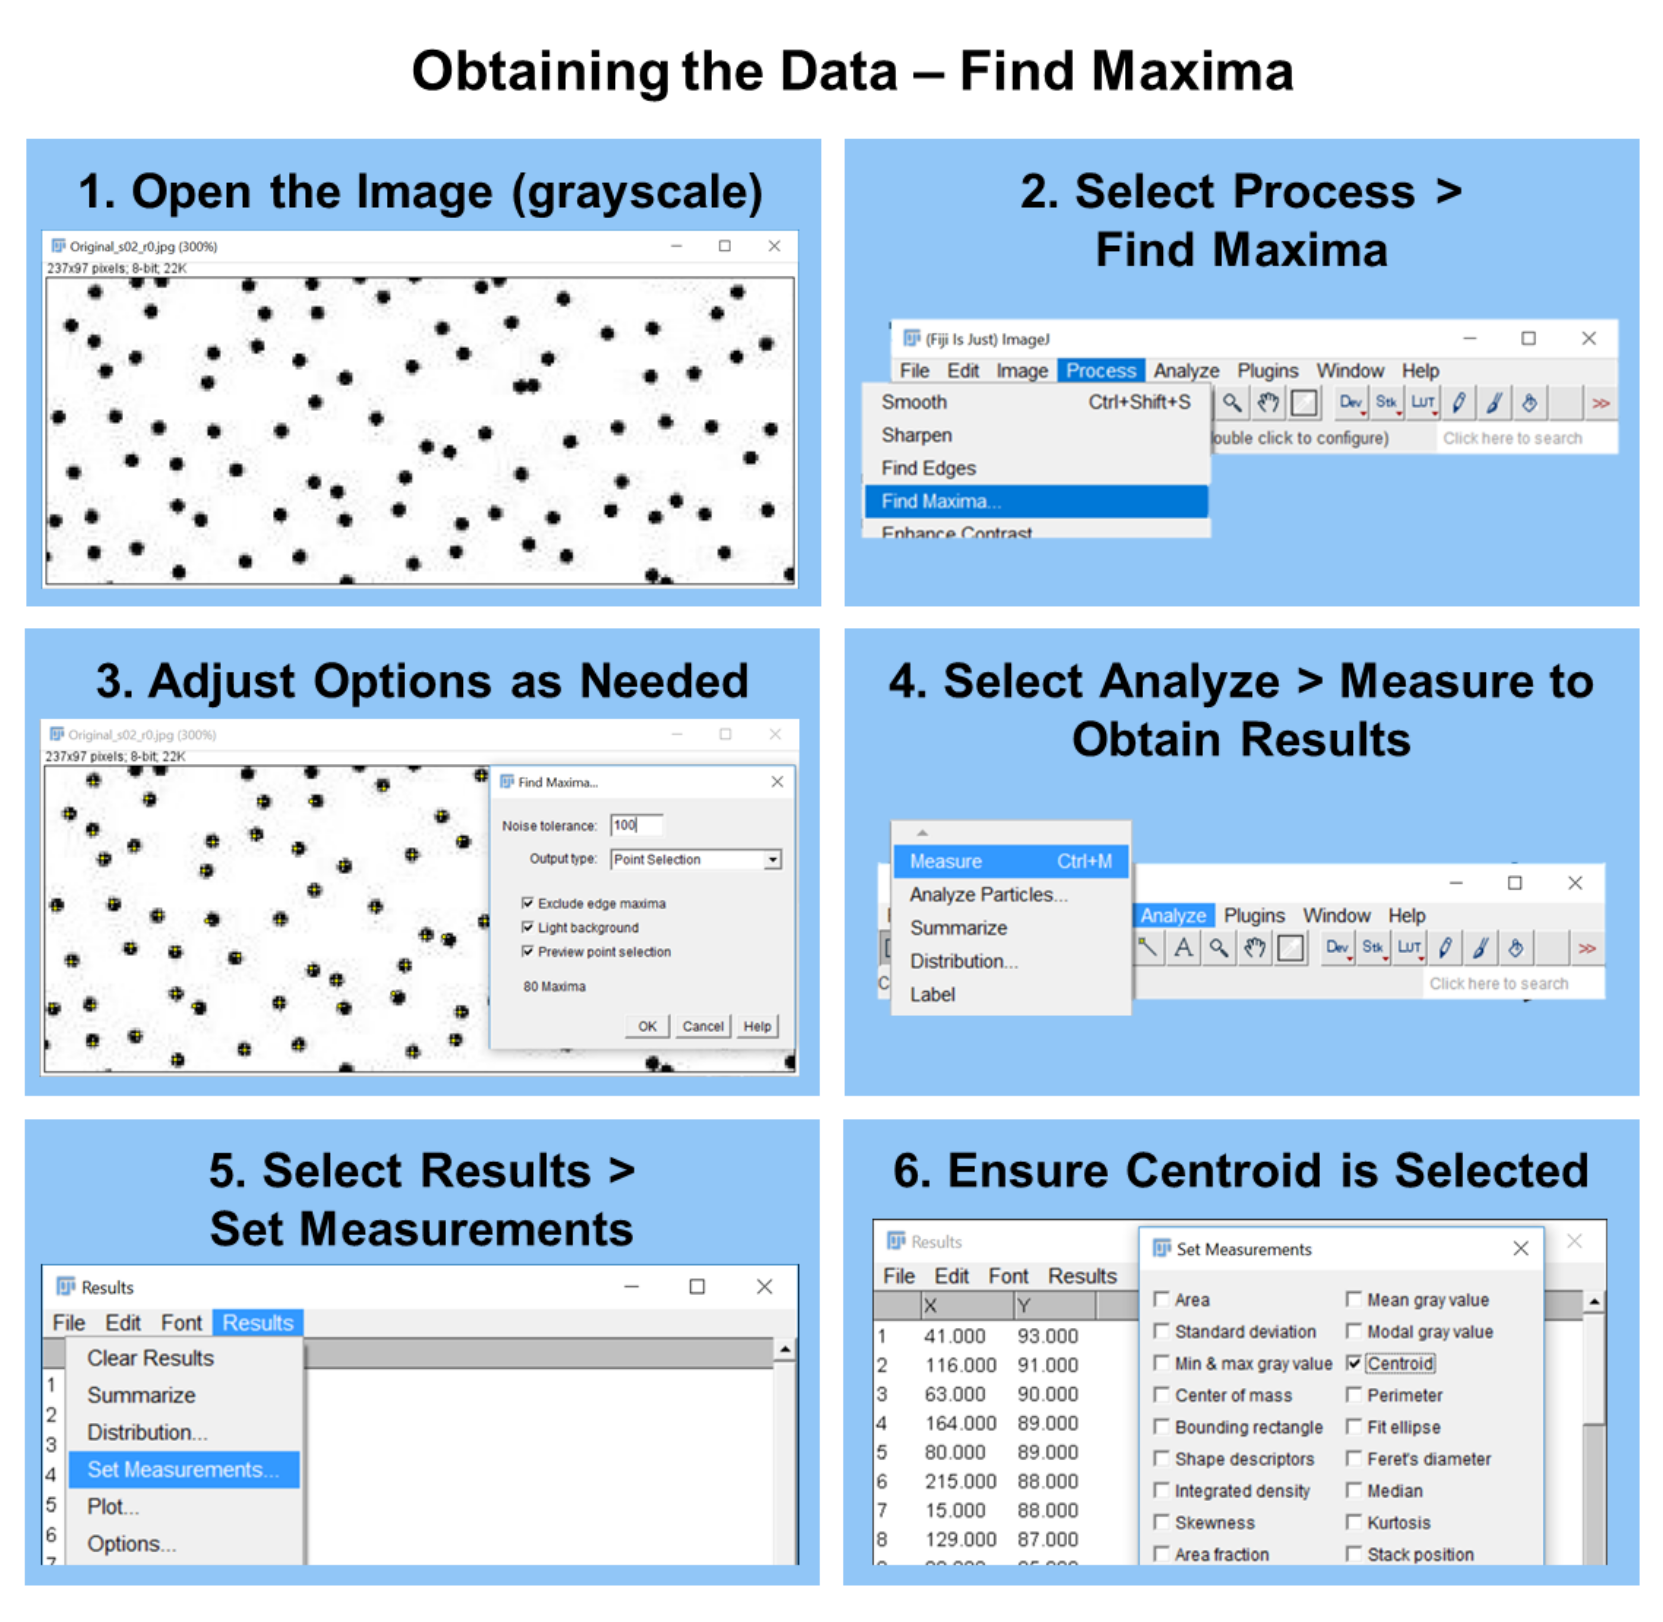 Obtaining the Data – Find Maxima
1. Open the Image (grayscale)
Original_s02_r0.jpg (300%)
237x97 pixels; 8-bit; 22K
2. Select Process >
Find Maxima
(Fiji Is Just) ImageJ
File Edit Image Process Analyze Plugins Window Help
Smooth Ctrl+Shift+S
Dev Stk LUT >>
Sharpen
ouble click to configure) Click here to search
Find Edges
Find Maxima...
Enhance Contrast
3. Adjust Options as Needed
Original_s02_r0.jpg (300%)
237x97 pixels; 8-bit; 22K
Find Maxima...
Noise tolerance: 100
Output type: Point Selection
Exclude edge maxima
Light background
Preview point selection
80 Maxima
OK Cancel Help
4. Select Analyze > Measure to
Obtain Results
Measure Ctrl+M
Analyze Particles...
Summarize
Distribution...
Label
Analyze Plugins Window Help
A Dev Stk LUT >>
Click here to search
5. Select Results >
Set Measurements
Results
File Edit Font Results
Clear Results
1
Summarize
2
Distribution...
3
Set Measurements...
4
Plot...
5
Options...
6
7
6. Ensure Centroid is Selected
Results
File Edit Font Results
X Y
1 41.000 93.000
2 116.000 91.000
3 63.000 90.000
4 164.000 89.000
5 80.000 89.000
6 215.000 88.000
7 15.000 88.000
8 129.000 87.000
Set Measurements
Area Mean gray value
Standard deviation Modal gray value
Min & max gray value Centroid
Center of mass Perimeter
Bounding rectangle Fit ellipse
Shape descriptors Feret's diameter
Integrated density Median
Skewness Kurtosis
Area fraction Stack position